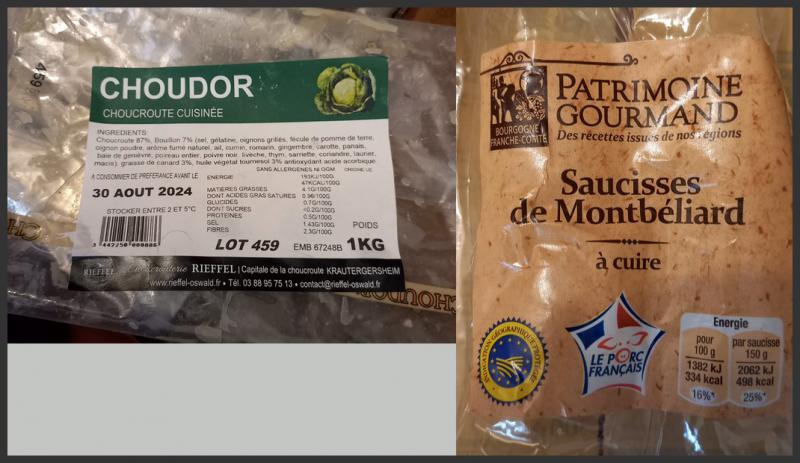 459
CHOUDOR
CHOUCROUTE CUISINÉE
INGREDIENTS:
Choucroute 87%, Bouillon 7% (sel, gélatine, oignons grillés, fécule de pomme de terre,
oignon poudre, arôme fumé naturel, ail, cumin, romarin, gingembre, carotte, panais,
baie de genièvre, poireau entier, poivre noir, livèche, thym, sarriette, coriandre, laurier,
macis), graisse de canard 3%, huile végétal tournesol 3% antioxydant acide ascorbique.
SANS ALLERGENES NI OGM ORIGINE UE
A CONSOMMER DE PREFERANCE AVANT LE
30 AOUT 2024
STOCKER ENTRE 2 ET 5°C
ENERGIE 193KJ/100G
47KCAL/100G
MATIERES GRASSES 4.1G/100G
DONT ACIDES GRAS SATURES 0.96/100G
GLUCIDES 0.7G/100G
DONT SUCRES <0.2G/100G
PROTEINES 0.5G/100G
SEL 1.43G/100G
FIBRES 2.3G/100G
LOT 459
EMB 67248B
POIDS
1KG
RIEFFEL Choucrouterie RIEFFEL | Capitale de la choucroute KRAUTERGERSHEIM
www.rieffel-oswald.fr • Tél. 03 88 95 75 13 • contact@rieffel-oswald.fr
CHOUDOR
BOURGOGNE
FRANCHE-COMTÉ
PATRIMOINE
GOURMAND
Des recettes issues de nos régions
Saucisses
de Montbéliard
à cuire
INDICATION GÉOGRAPHIQUE PROTÉGÉE
LE PORC
FRANÇAIS
Energie
pour
100 g
1382 kJ
334 kcal
16%*
par saucisse
150 g
2062 kJ
498 kcal
25%*